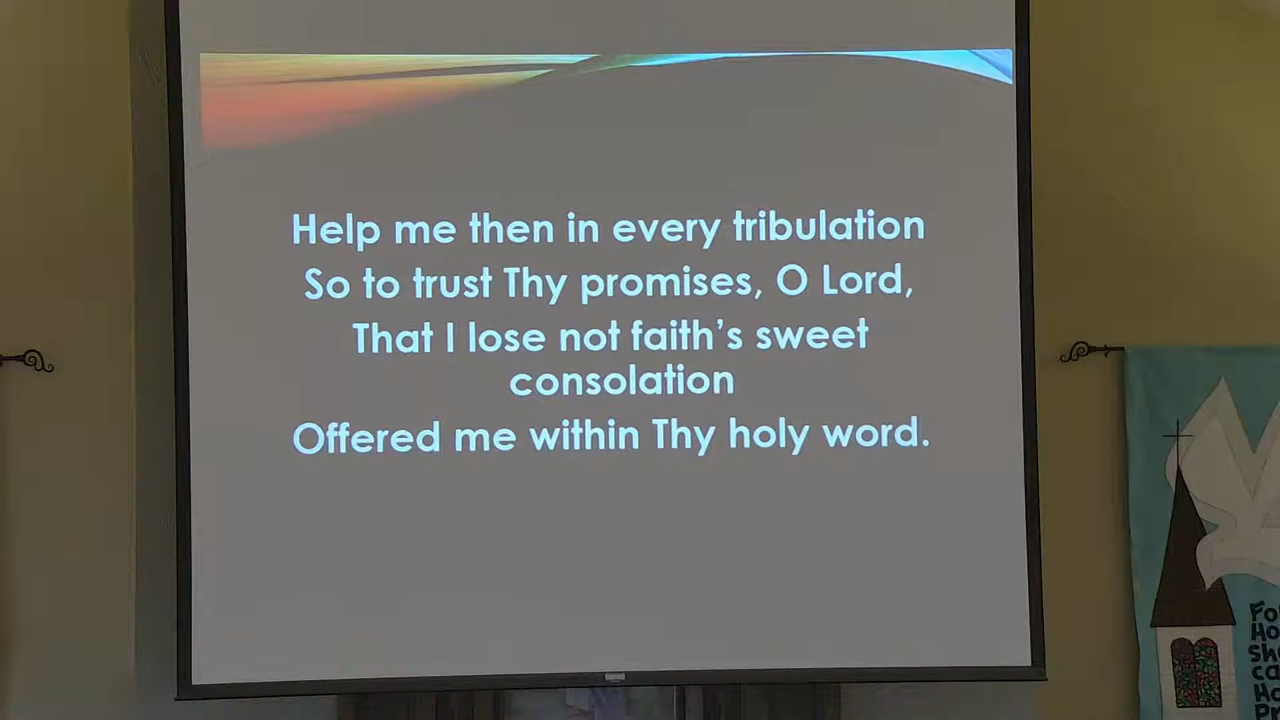 Help me then in every tribulation
So to trust Thy promises, O Lord,
That I lose not faith’s sweet
consolation
Offered me within Thy holy word.